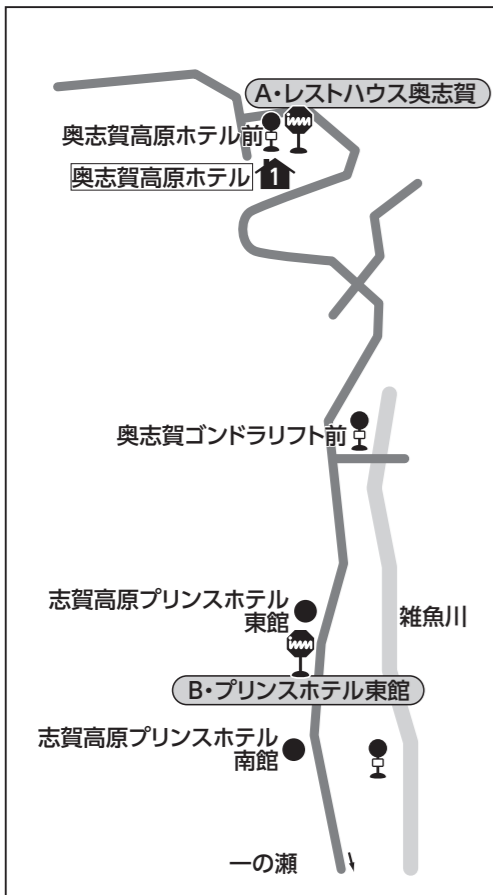 A・レストハウス奥志賀
奥志賀高原ホテル前
奥志賀高原ホテル
1
奥志賀ゴンドラリフト前
志賀高原プリンスホテル
東館
雑魚川
B・プリンスホテル東館
志賀高原プリンスホテル
南館
一の瀬